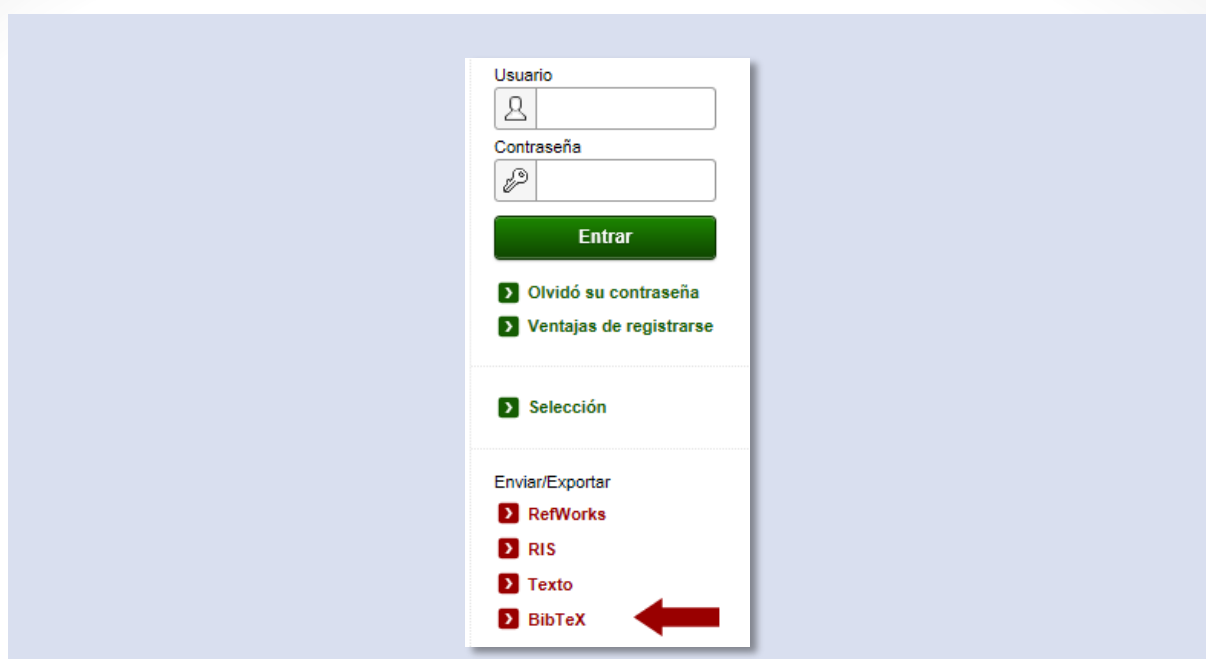 Usuario
Contraseña
Entrar
Olvidó su contraseña
Ventajas de registrarse
Selección
Enviar/Exportar
RefWorks
RIS
Texto
BibTeX